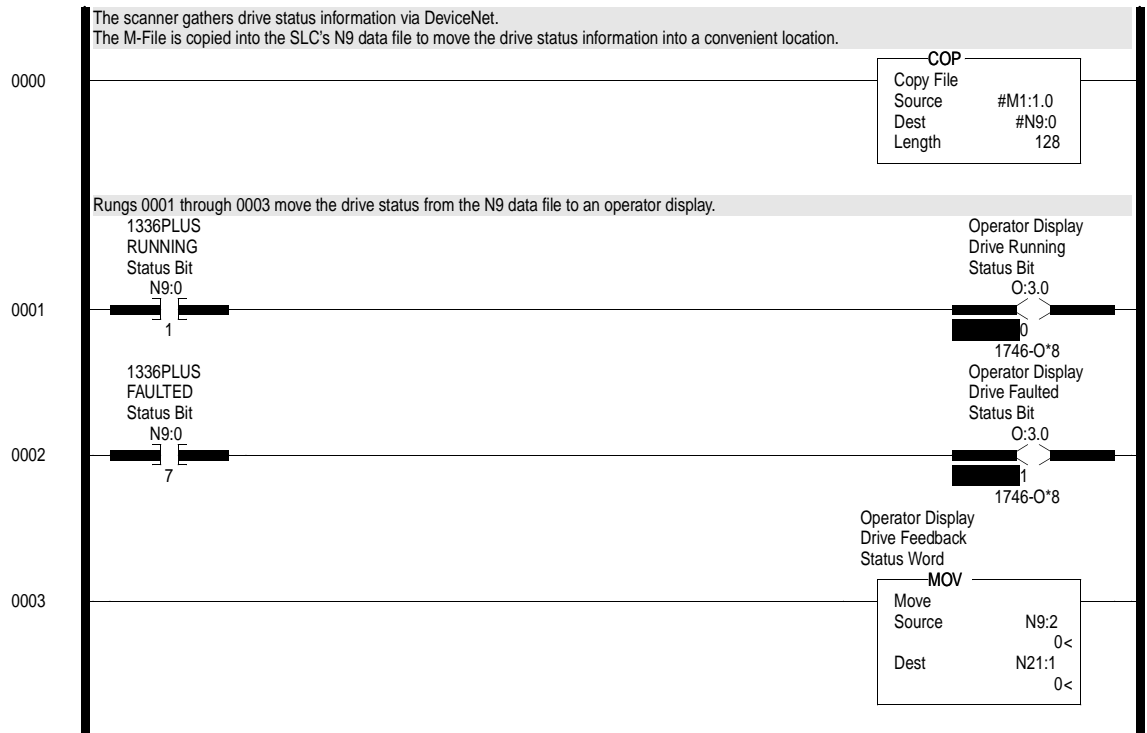 The scanner gathers drive status information via DeviceNet.
The M-File is copied into the SLC's N9 data file to move the drive status information into a convenient location.
0000
COP
Copy File
Source #M1:1.0
Dest #N9:0
Length 128
Rungs 0001 through 0003 move the drive status from the N9 data file to an operator display.
1336PLUS
RUNNING
Status Bit
N9:0
1
Operator Display
Drive Running
Status Bit
O:3.0
0
1746-O*8
0001
1336PLUS
FAULTED
Status Bit
N9:0
7
Operator Display
Drive Faulted
Status Bit
O:3.0
1
1746-O*8
0002
Operator Display
Drive Feedback
Status Word
0003
MOV
Move
Source N9:2
0<
Dest N21:1
0<